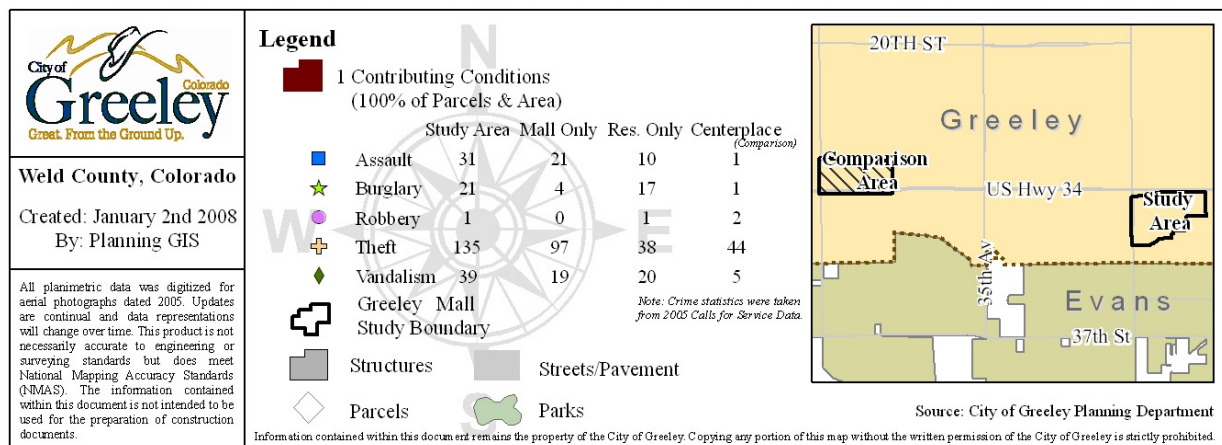 City of
Greeley
Colorado
Great. From the Ground Up.
Weld County, Colorado
Created: January 2nd 2008
By: Planning GIS
All planimetric data was digitized for
aerial photographs dated 2005. Updates
are continual and data representations
will change over time. This product is not
necessarily accurate to engineering or
surveying standards but does meet
National Mapping Accuracy Standards
(NMAS). The information contained
within this document is not intended to be
used for the preparation of construction
documents.
Legend
N
W
E
S
1 Contributing Conditions
(100% of Parcels & Area)
Study Area Mall Only Res. Only Centerplace
(Comparison)
Assault 31 21 10 1
Burglary 21 4 17 1
Robbery 1 0 1 2
Theft 135 97 38 44
Vandalism 39 19 20 5
Greeley Mall
Study Boundary
Note: Crime statistics were taken
from 2005 Calls for Service Data.
Structures
Streets/Pavement
Parcels
Parks
20TH ST
Greeley
Comparison
Area
US Hwy 34
Study
Area
35th Av
Evans
37th St
Source: City of Greeley Planning Department
Information contained within this document remains the property of the City of Greeley. Copying any portion of this map without the written permission of the City of Greeley is strictly prohibited.